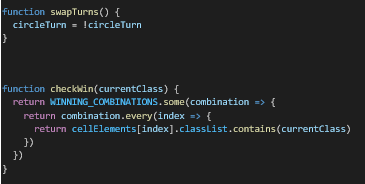 function swapTurns() {
  circleTurn = !circleTurn
}

function checkWin(currentClass) {
  return WINNING_COMBINATIONS.some(combination => {
    return combination.every(index => {
      return cellElements[index].classList.contains(currentClass)
    })
  })
}